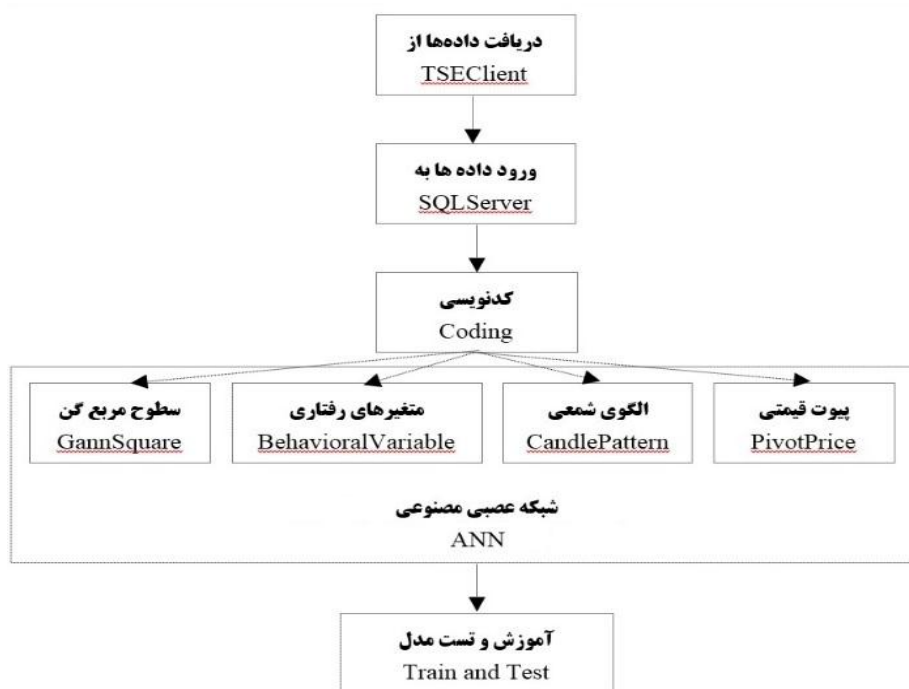 دریافت داده‌ها از
TSEClient
ورود داده ها به
SQLServer
کدنویسی
Coding
سطوح مربع گن
GannSquare
متغیرهای رفتاری
BehavioralVariable
الگوی شمعی
CandlePattern
پیوت قیمتی
PivotPrice
شبکه عصبی مصنوعی
ANN
آموزش و تست مدل
Train and Test